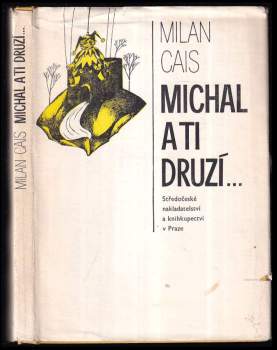 MILAN CAIS MICHAL A TI DRUZÍ...
MILAN
CAIS
MICHAL
A TI
DRUZÍ...
Středočeské
nakladatelství
a knihkupectví
v Praze